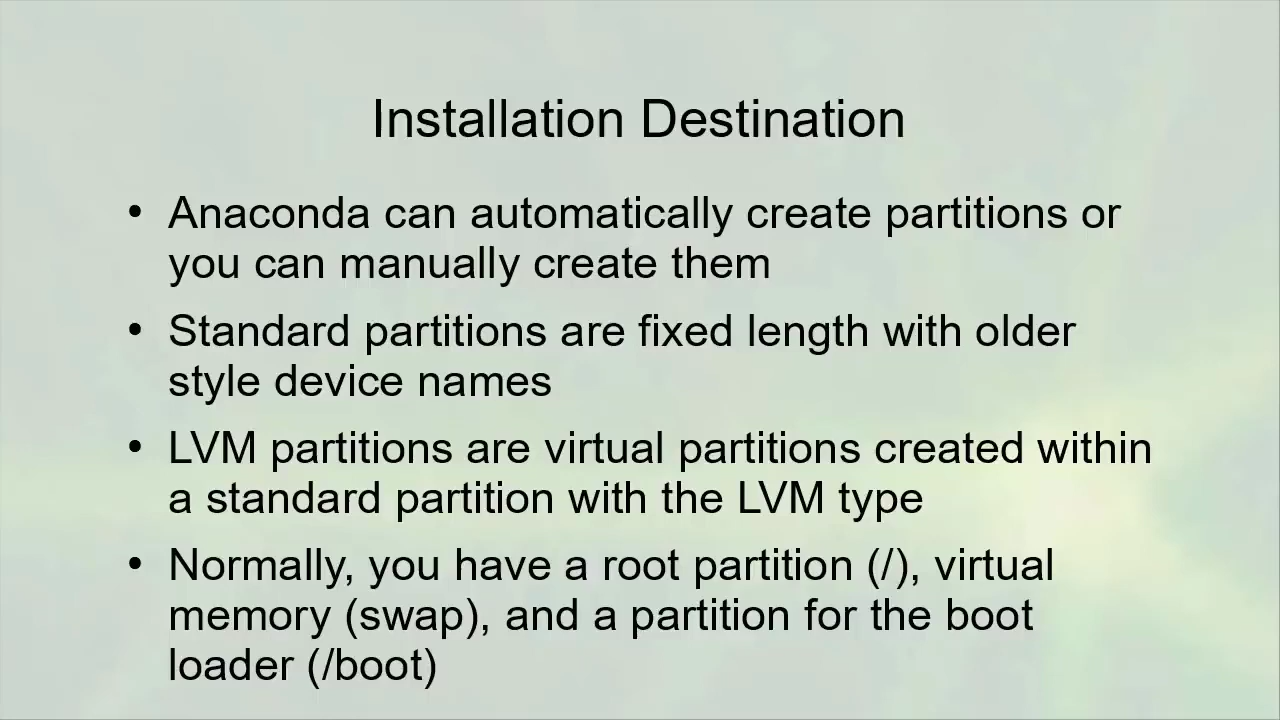 Installation Destination
• Anaconda can automatically create partitions or
you can manually create them
• Standard partitions are fixed length with older
style device names
• LVM partitions are virtual partitions created within
a standard partition with the LVM type
• Normally, you have a root partition (/), virtual
memory (swap), and a partition for the boot
loader (/boot)